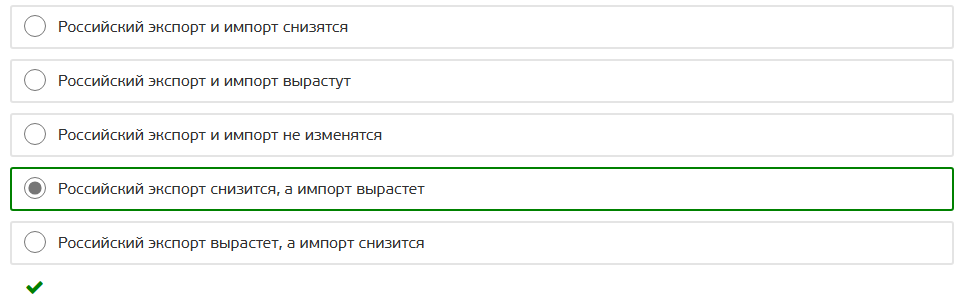 Российский экспорт и импорт снизятся
Российский экспорт и импорт вырастут
Российский экспорт и импорт не изменятся
Российский экспорт снизится, а импорт вырастет
Российский экспорт вырастет, а импорт снизится